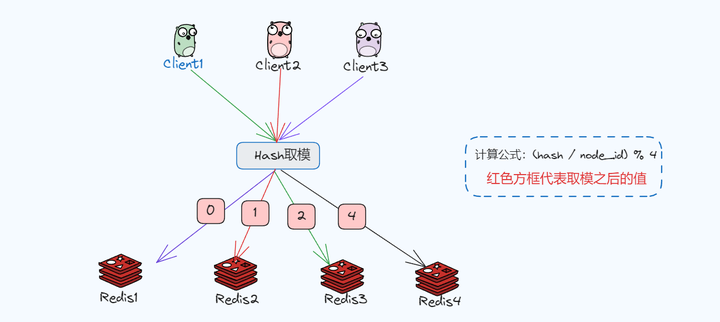 Client1
Client2
Client3
Hash取模
计算公式：(hash / node_id) % 4
红色方框代表取模之后的值
0
1
2
4
Redis1
Redis2
Redis3
Redis4